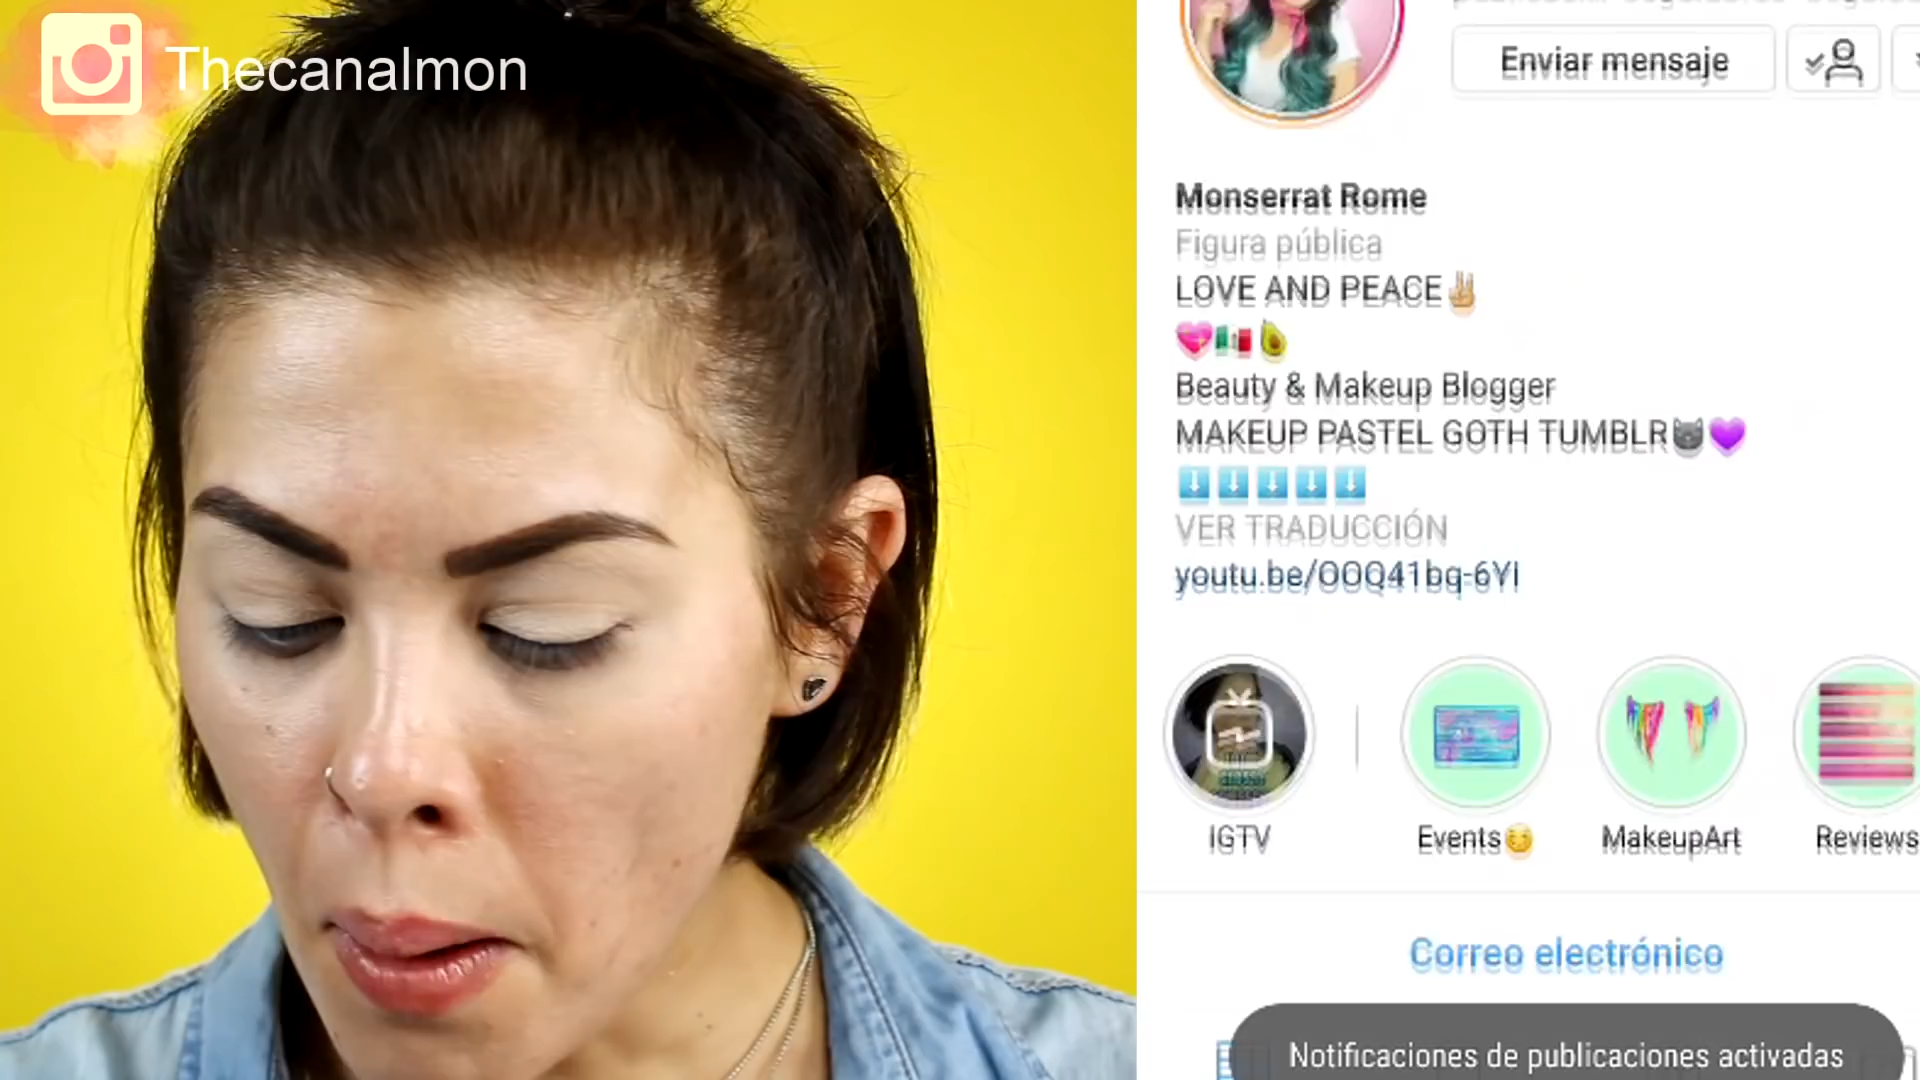 Thecanalmon
Enviar mensaje
Monserrat Rome
Figura pública
LOVE AND PEACE✌🏼
💖🇲🇽🥑
Beauty & Makeup Blogger
MAKEUP PASTEL GOTH TUMBLR🐱💜
⬇️⬇️⬇️⬇️⬇️
VER TRADUCCIÓN
youtu.be/OOQ41bq-6YI
IGTV
Events😏
MakeupArt
Reviews
Correo electrónico
Notificaciones de publicaciones activadas